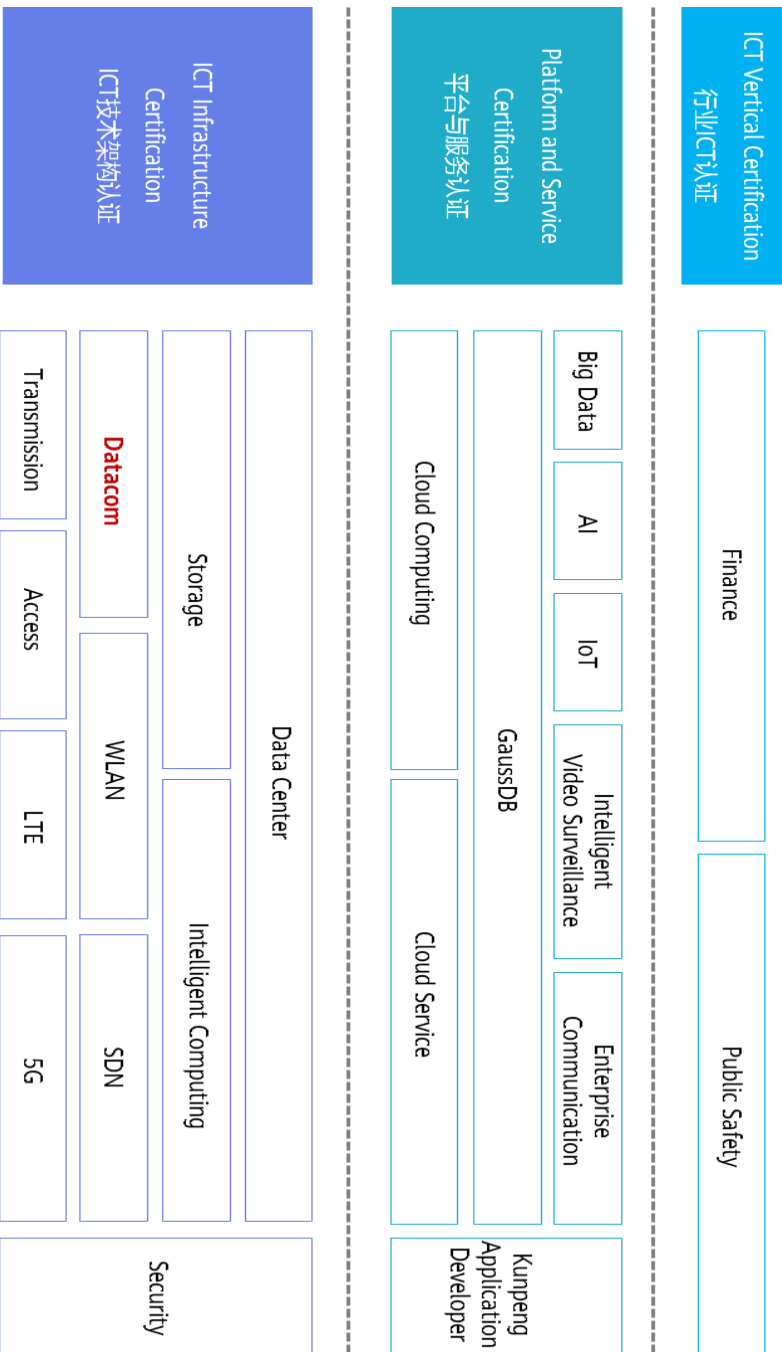 ICT Vertical Certification
行业ICT认证
Finance
Public Safety
Platform and Service
Certification
平台与服务认证
Big Data
AI
IoT
Intelligent
Video Surveillance
Enterprise
Communication
GaussDB
Cloud Computing
Cloud Service
Kunpeng
Application
Developer
ICT Infrastructure
Certification
ICT技术架构认证
Data Center
Storage
Intelligent Computing
Datacom
WLAN
SDN
Transmission
Access
LTE
5G
Security